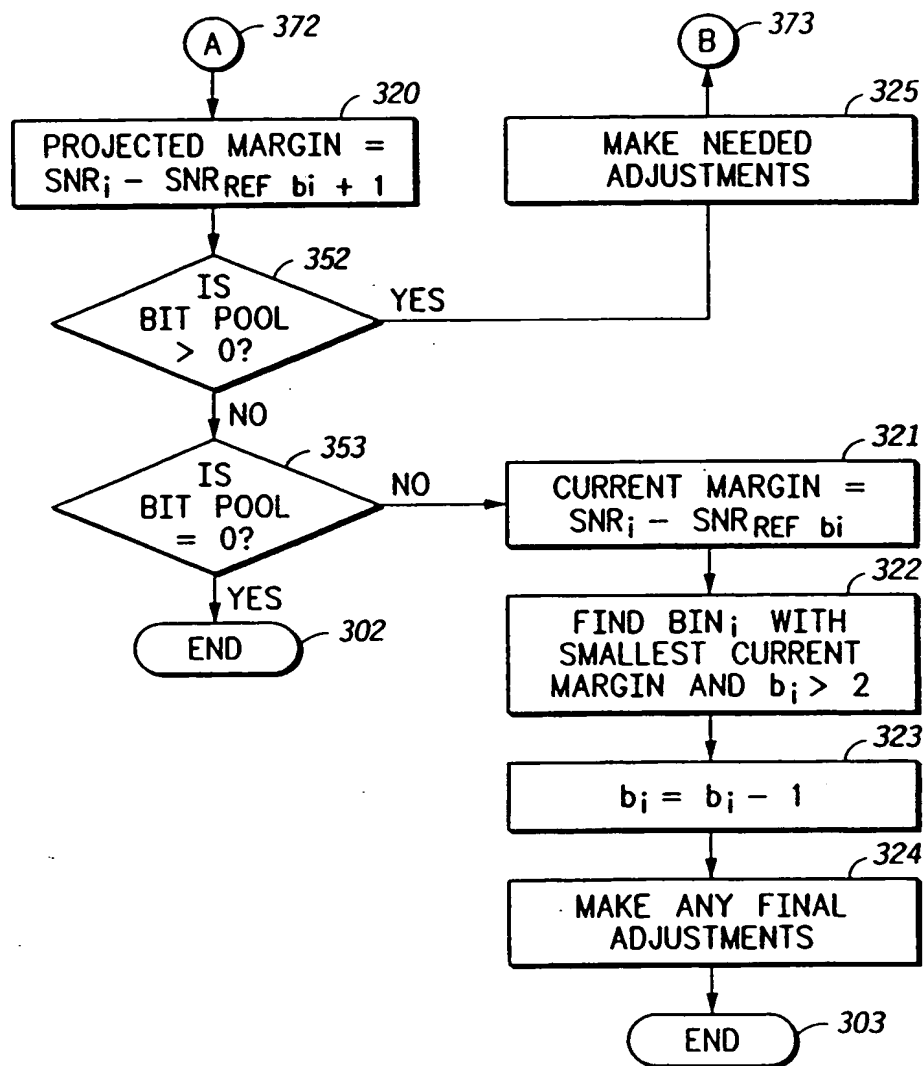 A
372
320
PROJECTED MARGIN =
SNRi – SNRREF bi + 1
352
IS
BIT POOL
> 0?
YES
B
373
325
MAKE NEEDED
ADJUSTMENTS
NO
353
IS
BIT POOL
= 0?
NO
YES
END
302
321
CURRENT MARGIN =
SNRi – SNRREF bi
322
FIND BINi WITH
SMALLEST CURRENT
MARGIN AND bi > 2
323
bi = bi – 1
324
MAKE ANY FINAL
ADJUSTMENTS
END
303